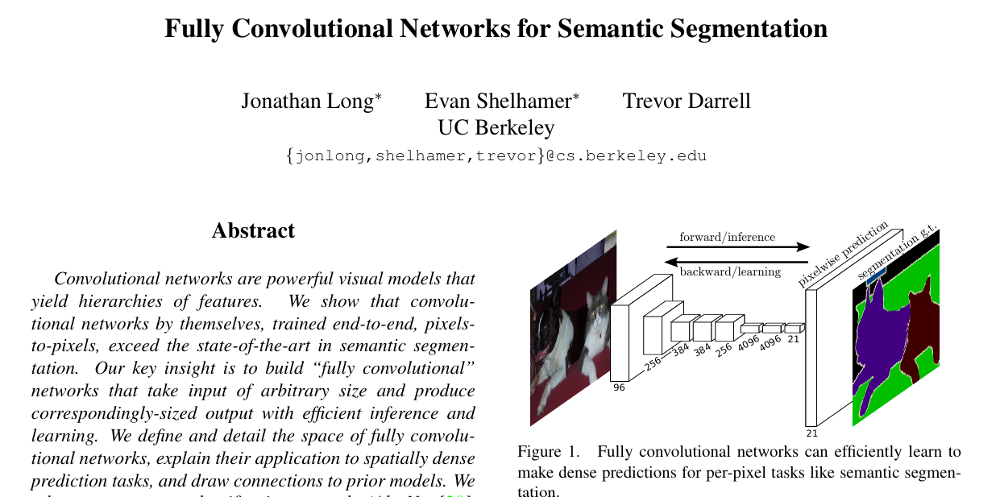 Fully Convolutional Networks for Semantic Segmentation
Jonathan Long* Evan Shelhamer* Trevor Darrell
UC Berkeley
{jonlong,shelhamer,trevor}@cs.berkeley.edu
Abstract
Convolutional networks are powerful visual models that
yield hierarchies of features. We show that convolu-
tional networks by themselves, trained end-to-end, pixels-
to-pixels, exceed the state-of-the-art in semantic segmen-
tation. Our key insight is to build “fully convolutional”
networks that take input of arbitrary size and produce
correspondingly-sized output with efficient inference and
learning. We define and detail the space of fully convolu-
tional networks, explain their application to spatially dense
prediction tasks, and draw connections to prior models. We
forward/inference
backward/learning
pixelwise prediction
segmentation g.t.
96
256
384
384
256
4096
4096
21
21
Figure 1. Fully convolutional networks can efficiently learn to
make dense predictions for per-pixel tasks like semantic segmen-
tation.